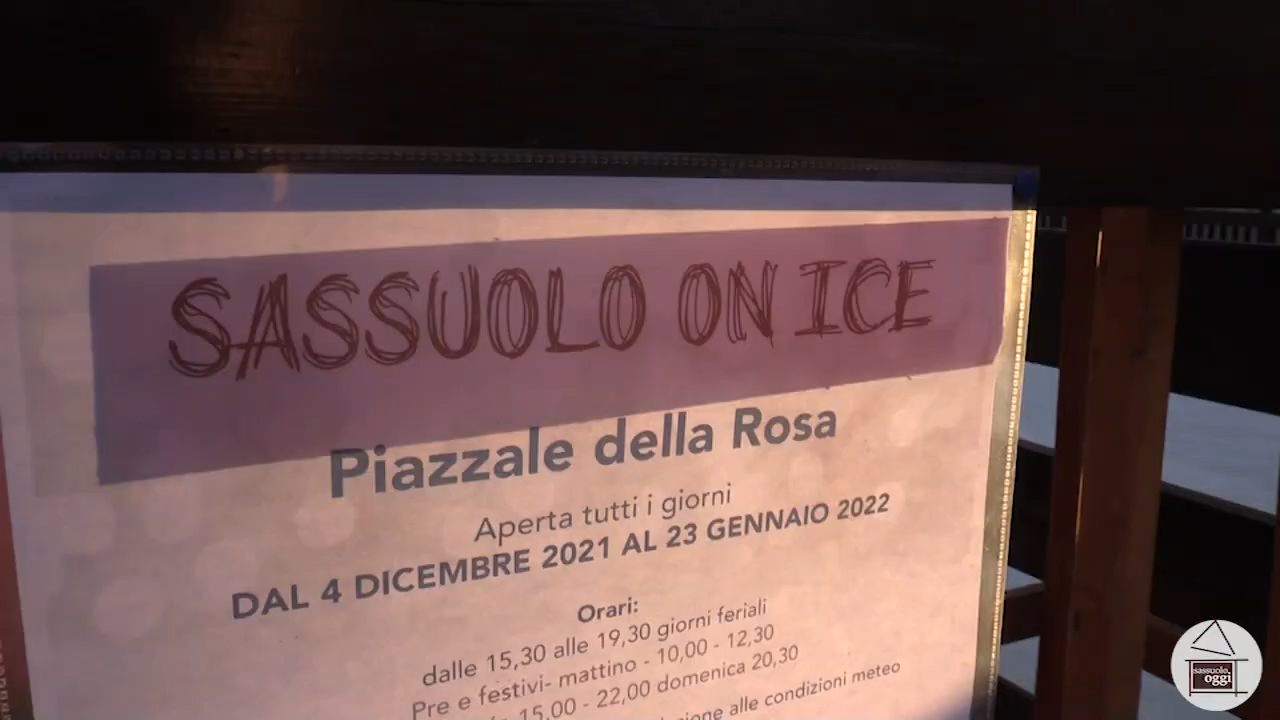 SASSUOLO ON ICE
Piazzale della Rosa
Aperta tutti i giorni
DAL 4 DICEMBRE 2021 AL 23 GENNAIO 2022
Orari:
dalle 15,30 alle 19,30 giorni feriali
Pre e festivi- mattino - 10,00 - 12,30
15,00 - 22,00 domenica 20,30
alle condizioni meteo
sassuolo
oggi